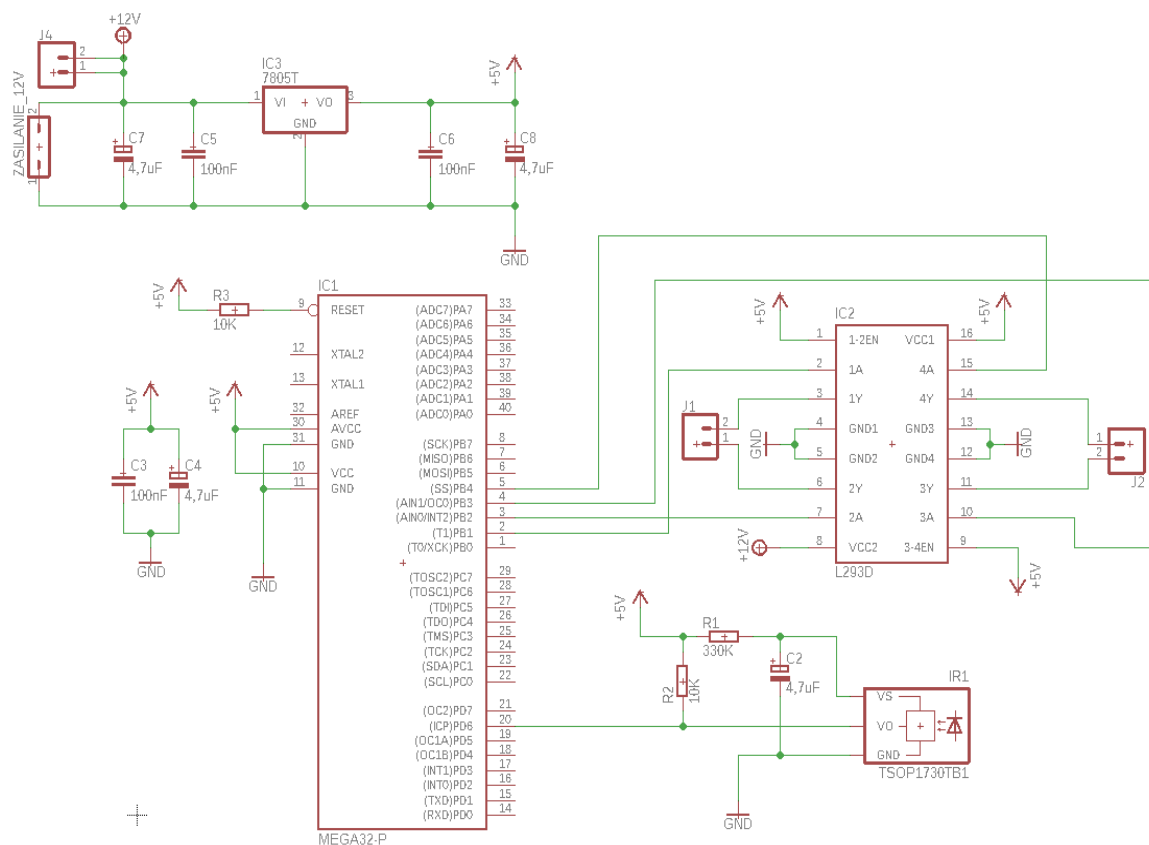 +12V
J4
2
1
ZASILANIE_12V
2
1
C7
4,7uF
C5
100nF
IC3
7805T
1
VI
VO
3
GND
2
C6
100nF
C8
4,7uF
+5V
GND
+5V
R3
10K
IC1
9
RESET
12
XTAL2
13
XTAL1
32
AREF
30
AVCC
31
GND
10
VCC
11
GND
+5V
+5V
C3
100nF
C4
4,7uF
GND
GND
(ADC7)PA7
33
(ADC6)PA6
34
(ADC5)PA5
35
(ADC4)PA4
36
(ADC3)PA3
37
(ADC2)PA2
38
(ADC1)PA1
39
(ADC0)PA0
40
(SCK)PB7
8
(MISO)PB6
7
(MOSI)PB5
6
(SS)PB4
5
(AIN1/OC0)PB3
4
(AIN0/INT2)PB2
3
(T1)PB1
2
(T0/XCK)PB0
1
(TOSC2)PC7
29
(TOSC1)PC6
28
(TDI)PC5
27
(TDO)PC4
26
(TMS)PC3
25
(TCK)PC2
24
(SDA)PC1
23
(SCL)PC0
22
(OC2)PD7
21
(ICP)PD6
20
(OC1A)PD5
19
(OC1B)PD4
18
(INT1)PD3
17
(INT0)PD2
16
(TXD)PD1
15
(RXD)PD0
14
MEGA32-P
+5V
IC2
+5V
1
1-2EN
VCC1
16
2
1A
4A
15
3
1Y
4Y
14
4
GND1
GND3
13
5
GND2
GND4
12
6
2Y
3Y
11
7
2A
3A
10
8
VCC2
3-4EN
9
L293D
J1
2
1
GND
GND
1
2
J2
+12V
+5V
+5V
R1
330K
R2
10K
C2
4,7uF
IR1
VS
VO
GND
TSOP1730TB1
GND